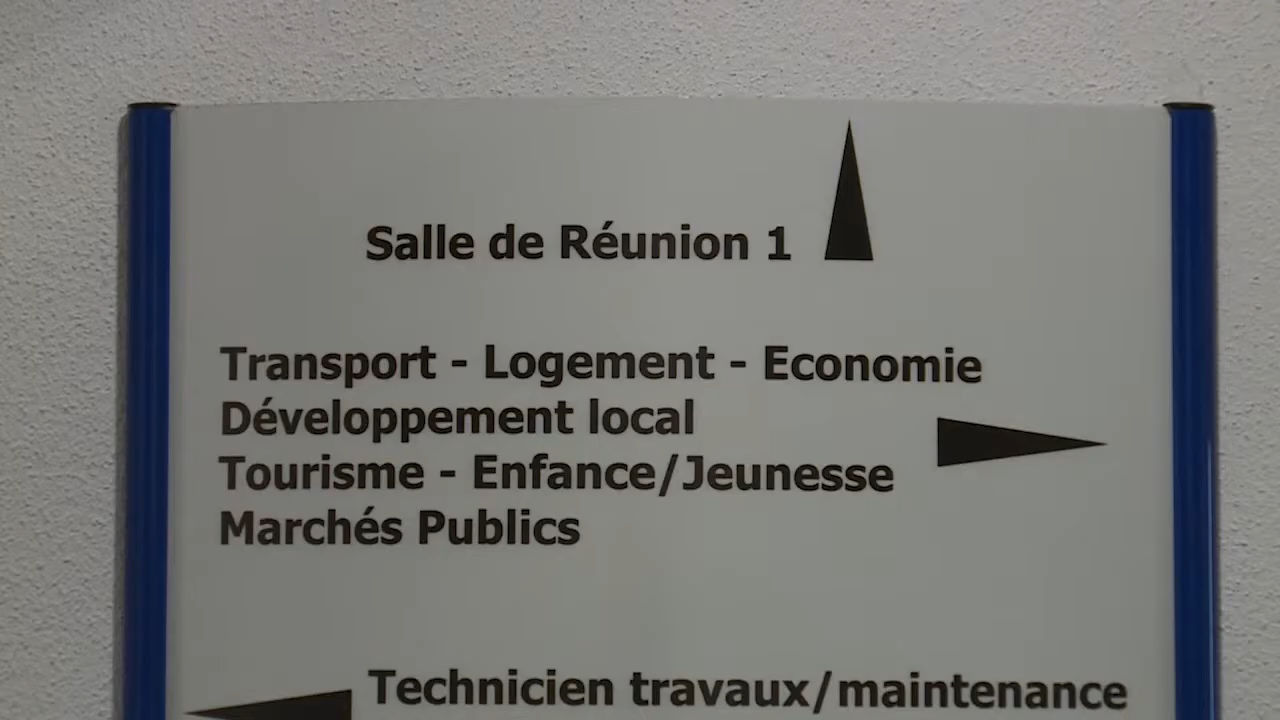 Salle de Réunion 1
Transport - Logement - Economie
Développement local
Tourisme - Enfance/Jeunesse
Marchés Publics
Technicien travaux/maintenance